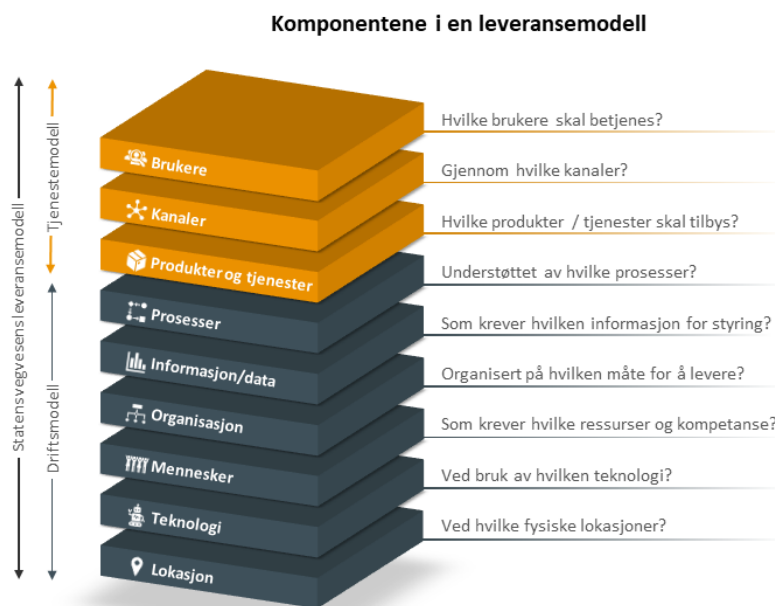 Komponentene i en leveransemodell
Statensvegvesensleveransemodell
Tjenestemodell
Driftsmodell
Brukere
Hvilke brukere skal betjenes?
Kanaler
Gjennom hvilke kanaler?
Produkter og tjenester
Hvilke produkter / tjenester skal tilbys?
Prosesser
Understøttet av hvilke prosesser?
Informasjon/data
Som krever hvilken informasjon for styring?
Organisasjon
Organisert på hvilken måte for å levere?
Mennesker
Som krever hvilke ressurser og kompetanse?
Teknologi
Ved bruk av hvilken teknologi?
Lokasjon
Ved hvilke fysiske lokasjoner?